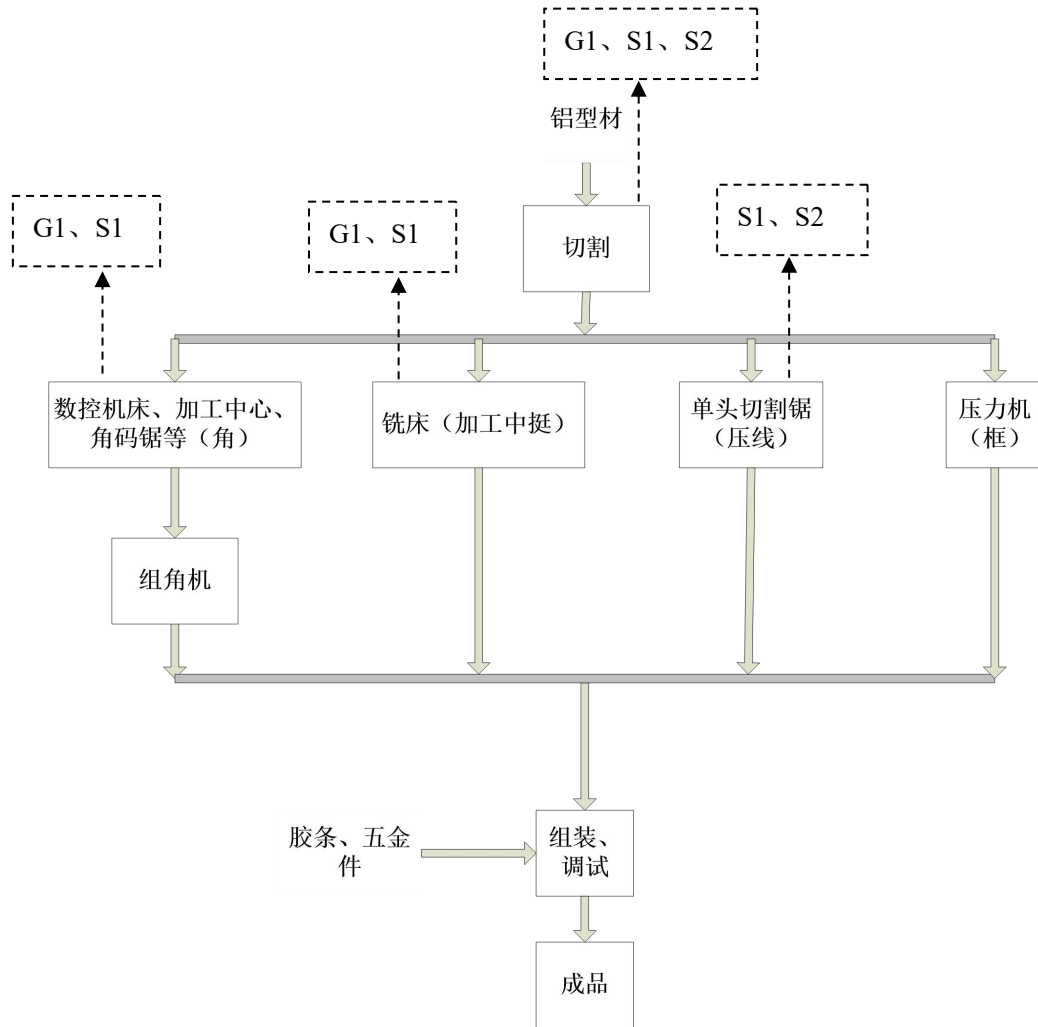 G1、S1、S2
铝型材
G1、S1
G1、S1
S1、S2
切割
数控机床、加工中心、
角码锯等（角）
铣床（加工中挺）
单头切割锯
（压线）
压力机
（框）
组角机
胶条、五金
件
组装、
调试
成品